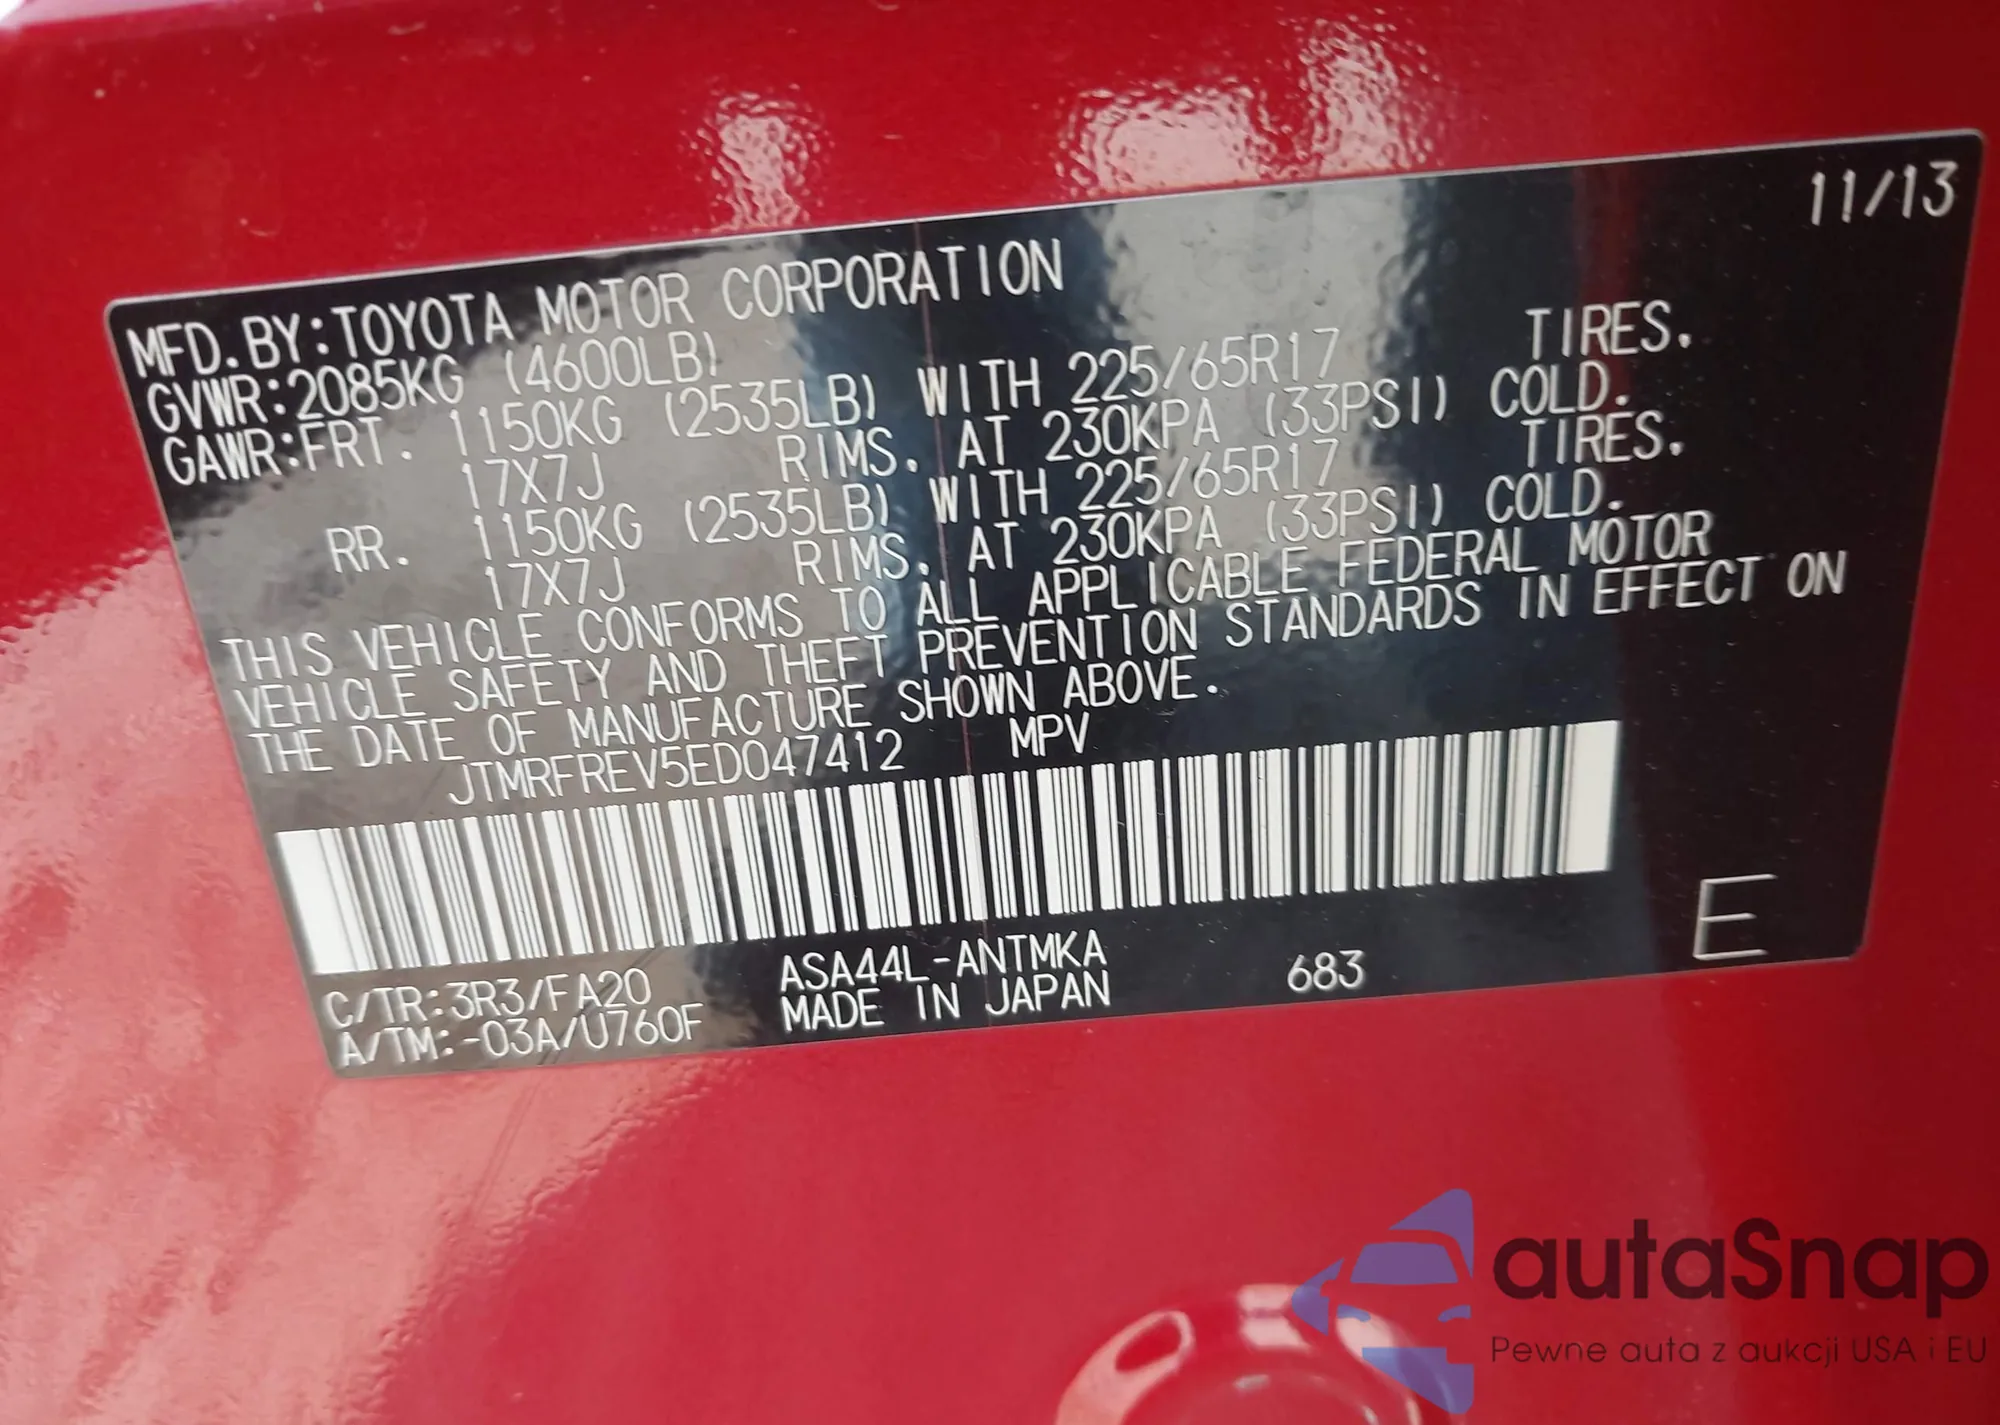 11/13
MFD.BY:TOYOTA MOTOR CORPORATION
GVWR:2085KG (4600LB)
GAWR:FRT. 1150KG (2535LB) WITH 225/65R17 TIRES.
17X7J RIMS. AT 230KPA (33PSI) COLD.
RR. 1150KG (2535LB) WITH 225/65R17 TIRES.
17X7J RIMS. AT 230KPA (33PSI) COLD.
THIS VEHICLE CONFORMS TO ALL APPLICABLE FEDERAL MOTOR
VEHICLE SAFETY AND THEFT PREVENTION STANDARDS IN EFFECT ON
THE DATE OF MANUFACTURE SHOWN ABOVE.
JTMRFREV5ED047412 MPV
C/TR:3R3/FA20 ASA44L-ANTMKA 683 E
A/TM:-03A/U760F MADE IN JAPAN
autaSnap
Pewne auta z aukcji USA i EU